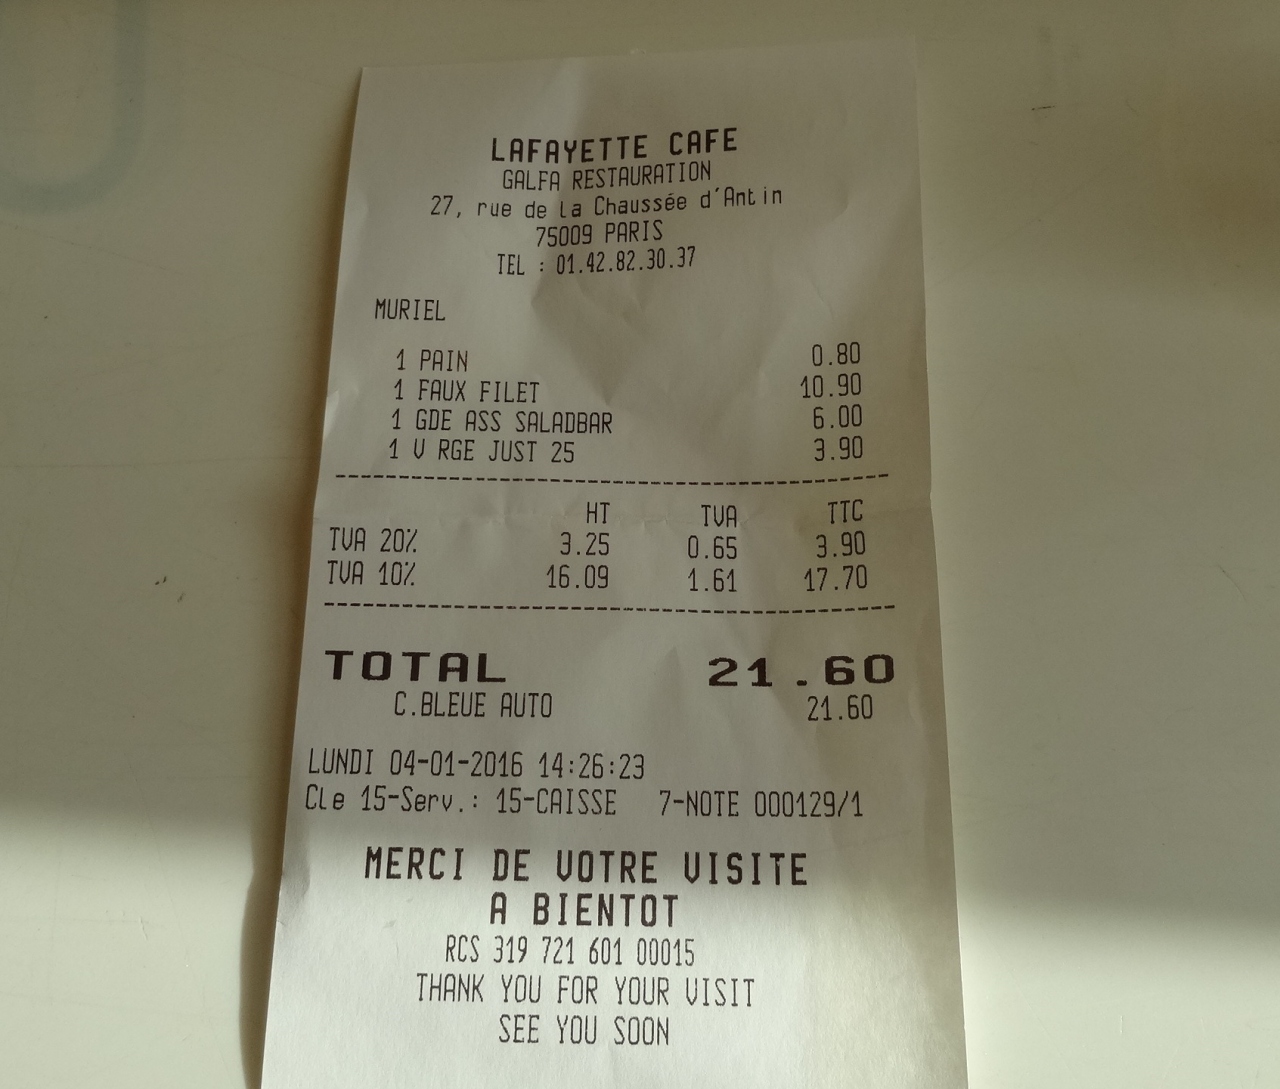 LAFAYETTE CAFE
GALFA RESTAURATION
27, rue de la Chaussée d'Antin
75009 PARIS
TEL : 01.42.82.30.37
MURIEL
1 PAIN 0.80
1 FAUX FILET 10.90
1 GDE ASS SALADBAR 6.00
1 V RGE JUST 25 3.90
HT TVA TTC
TVA 20% 3.25 0.65 3.90
TVA 10% 16.09 1.61 17.70
TOTAL 21.60
C.BLEUE AUTO 21.60
LUNDI 04-01-2016 14:26:23
Cle 15-Serv.: 15-CAISSE 7-NOTE 000129/1
MERCI DE VOTRE VISITE
A BIENTOT
RCS 319 721 601 00015
THANK YOU FOR YOUR VISIT
SEE YOU SOON